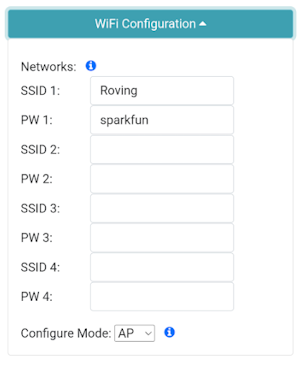 WiFi Configuration
Networks:
SSID 1: Roving
PW 1: sparkfun
SSID 2:
PW 2:
SSID 3:
PW 3:
SSID 4:
PW 4:
Configure Mode: AP